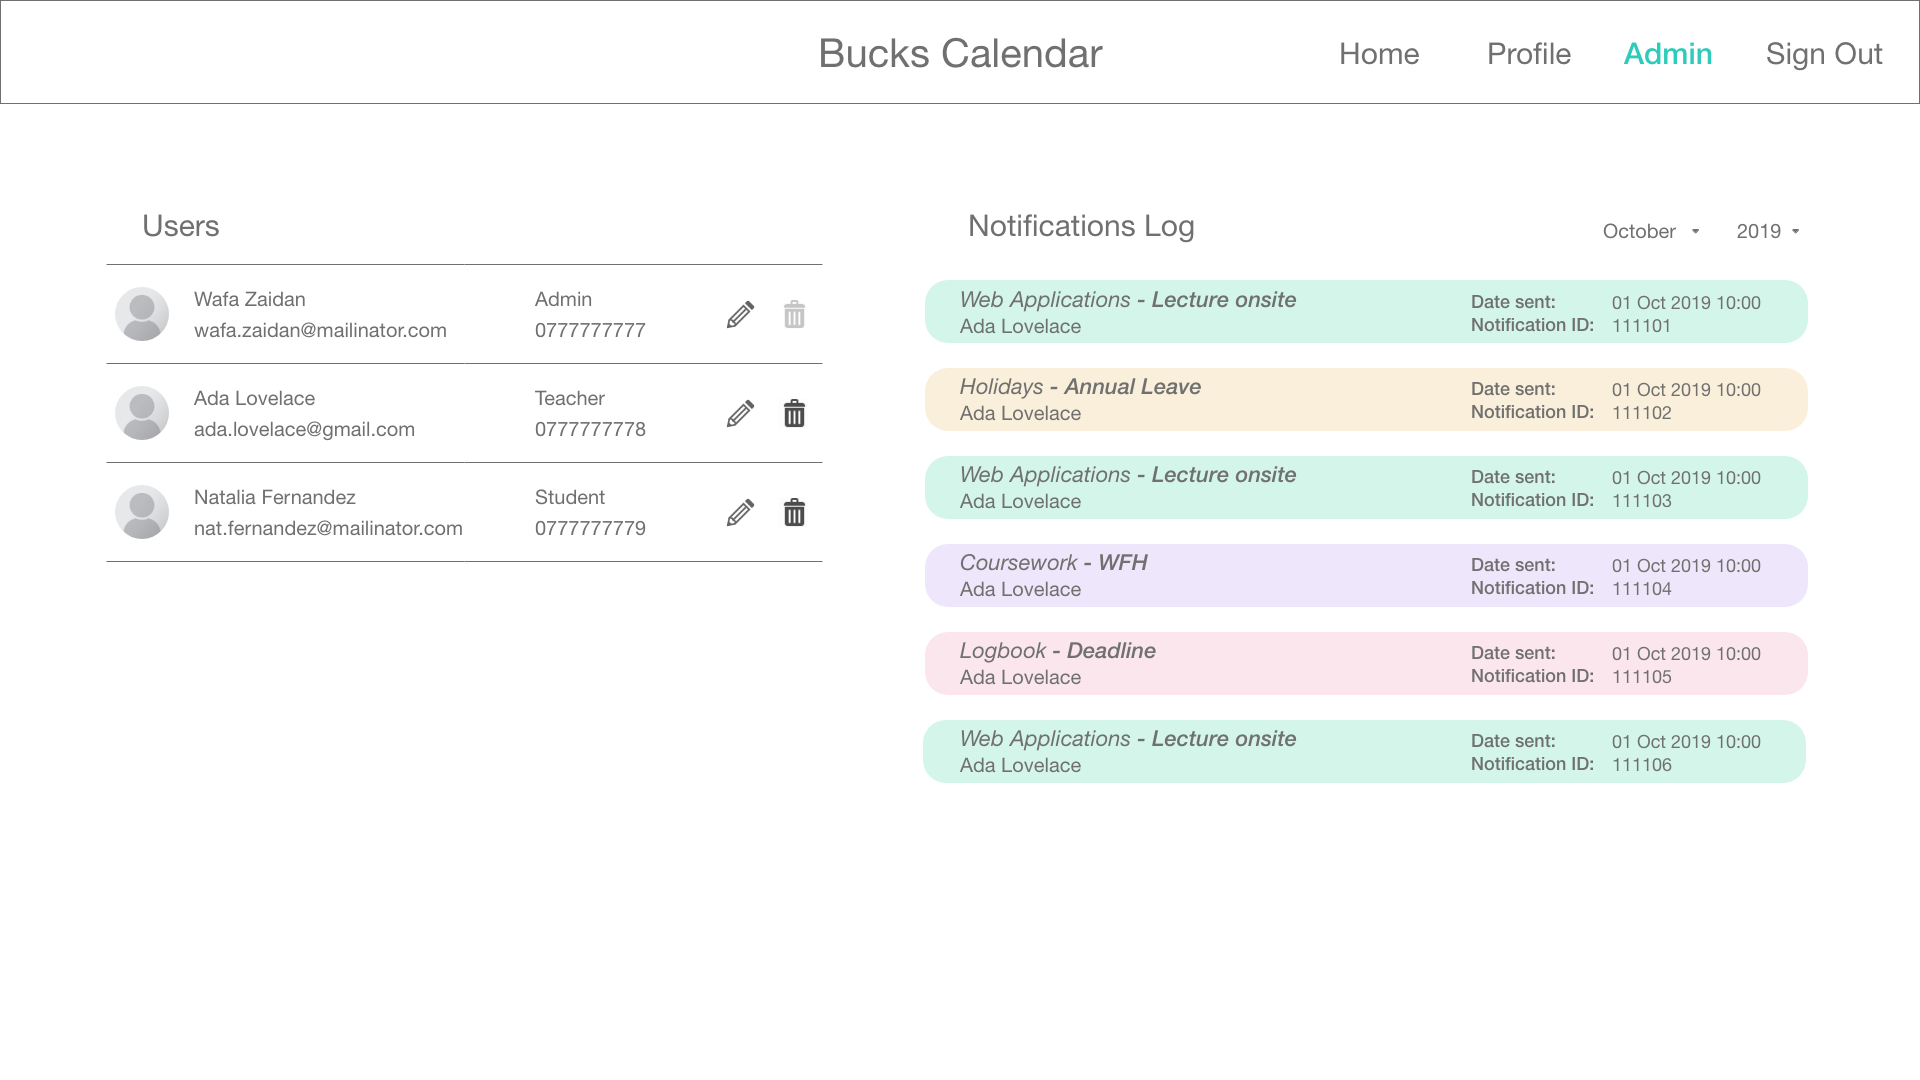 Bucks Calendar
Home Profile Admin Sign Out
Users
Wafa Zaidan Admin
wafa.zaidan@mailinator.com 0777777777
Ada Lovelace Teacher
ada.lovelace@gmail.com 0777777778
Natalia Fernandez Student
nat.fernandez@mailinator.com 0777777779
Notifications Log October 2019
Web Applications - Lecture onsite Date sent: 01 Oct 2019 10:00
Ada Lovelace Notification ID: 111101
Holidays - Annual Leave Date sent: 01 Oct 2019 10:00
Ada Lovelace Notification ID: 111102
Web Applications - Lecture onsite Date sent: 01 Oct 2019 10:00
Ada Lovelace Notification ID: 111103
Coursework - WFH Date sent: 01 Oct 2019 10:00
Ada Lovelace Notification ID: 111104
Logbook - Deadline Date sent: 01 Oct 2019 10:00
Ada Lovelace Notification ID: 111105
Web Applications - Lecture onsite Date sent: 01 Oct 2019 10:00
Ada Lovelace Notification ID: 111106